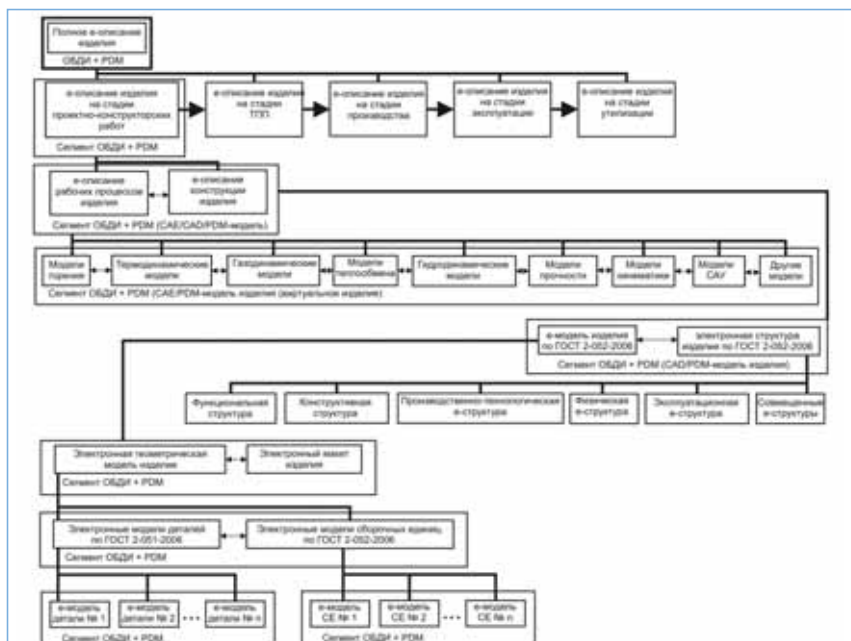 Полное е-описание
изделия
ОБДИ + PDM
е-описание изделия
на стадии
проектно-конструкторских
работ
е-описание изделия
на стадии
ТПП
е-описание изделия
на стадии
производства
е-описание изделия
на стадии
эксплуатации
е-описание изделия
на стадии
утилизации
Сегмент ОБДИ + PDM
е-описание
рабочих процессов
изделия
е-описание
конструкции
изделия
Сегмент ОБДИ + PDM (CAE/CAD/PDM-модель)
Модели
горения
Термодинамические
модели
Газодинамические
модели
Модели
теплообмена
Гидродинамические
модели
Модели
прочности
Модели
кинематики
Модели
САУ
Другие
модели
Сегмент ОБДИ + PDM (CAE/PDM-модель изделия (виртуальное изделие)
е-модель изделия
по ГОСТ 2-052-2006
электронная структура
изделия по ГОСТ 2-052-2006
Сегмент ОБДИ + PDM (CAD/PDM-модель изделия)
Функциональная
структура
Конструктивная
структура
Производственно-технологическая
е-структура
Физическая
е-структура
Эксплуатационная
е-структура
Совмещенные
е-структуры
Электронная геометрическая
модель изделия
Электронный макет
изделия
Сегмент ОБДИ + PDM
Электронные модели деталей
по ГОСТ 2-051-2006
Электронные модели сборочных единиц
по ГОСТ 2-052-2006
Сегмент ОБДИ + PDM
е-модель
детали № 1
е-модель
детали № 2
...
е-модель
детали № n
Сегмент ОБДИ + PDM
е-модель
СЕ № 1
е-модель
СЕ № 2
...
е-модель
СЕ № n
Сегмент ОБДИ + PDM